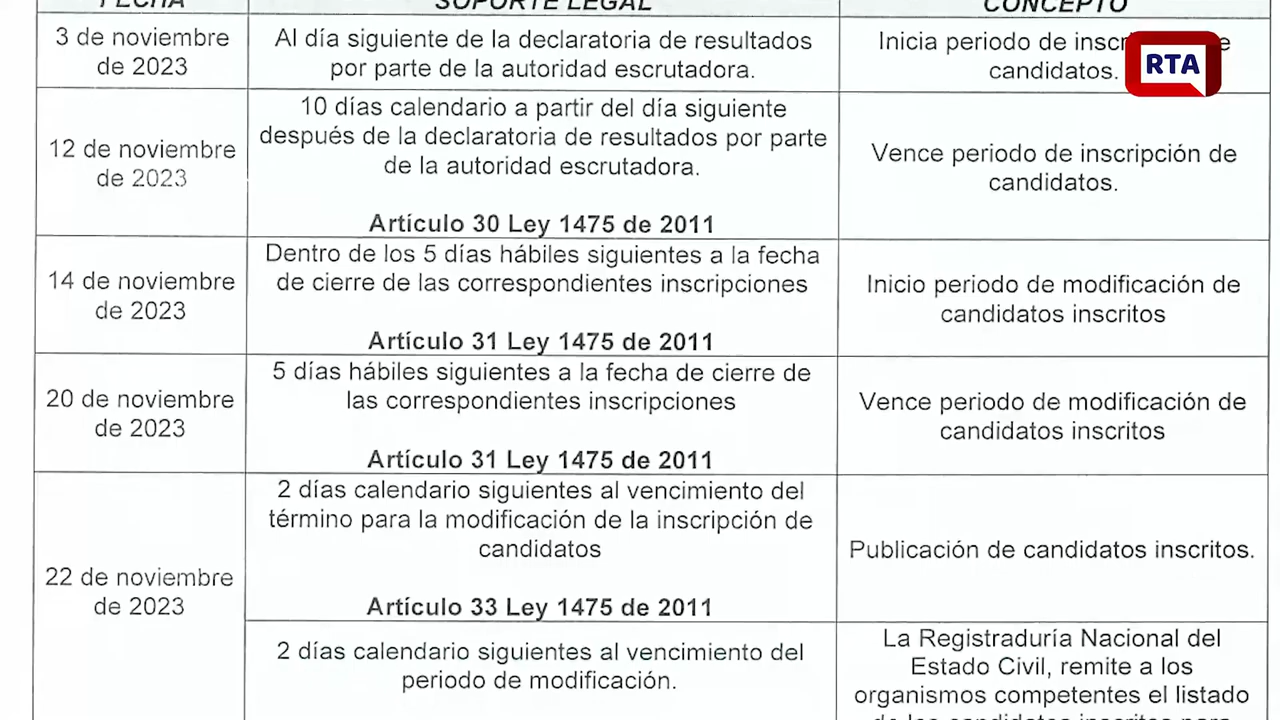 FECHA
SOPORTE LEGAL
CONCEPTO
3 de noviembre
de 2023
Al día siguiente de la declaratoria de resultados
por parte de la autoridad escrutadora.
Inicia periodo de
candidatos.
RTA
12 de noviembre
de 2023
10 días calendario a partir del día siguiente
después de la declaratoria de resultados por parte
de la autoridad escrutadora.
Artículo 30 Ley 1475 de 2011
Vence periodo de inscripción de
candidatos.
14 de noviembre
de 2023
Dentro de los 5 días hábiles siguientes a la fecha
de cierre de las correspondientes inscripciones
Artículo 31 Ley 1475 de 2011
Inicio periodo de modificación de
candidatos inscritos
20 de noviembre
de 2023
5 días hábiles siguientes a la fecha de cierre de
las correspondientes inscripciones
Artículo 31 Ley 1475 de 2011
Vence periodo de modificación de
candidatos inscritos
22 de noviembre
de 2023
2 días calendario siguientes al vencimiento del
término para la modificación de la inscripción de
candidatos
Artículo 33 Ley 1475 de 2011
Publicación de candidatos inscritos.
2 días calendario siguientes al vencimiento del
periodo de modificación.
La Registraduría Nacional del
Estado Civil, remite a los
organismos competentes el listado
de los candidatos inscritos para